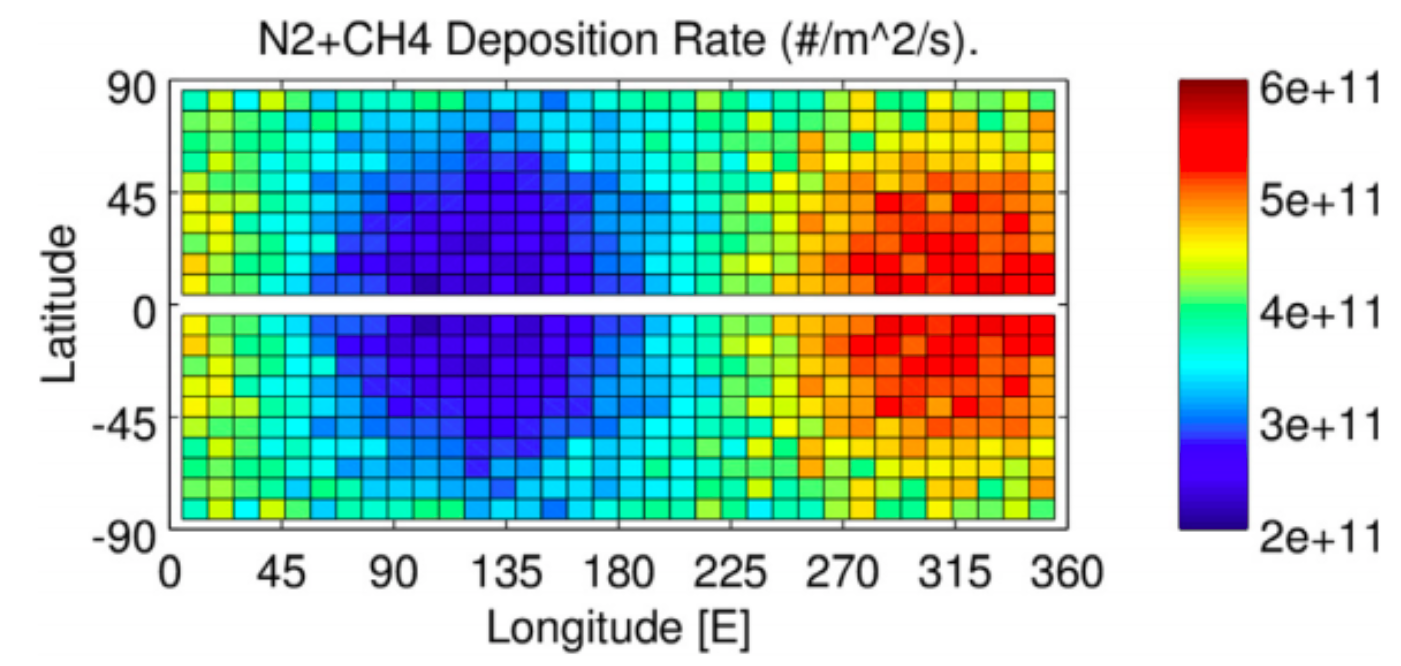 N2+CH4 Deposition Rate (#/m^2/s).
90
45
0
-45
-90
Latitude
0 45 90 135 180 225 270 315 360
Longitude [E]
6e+11
5e+11
4e+11
3e+11
2e+11